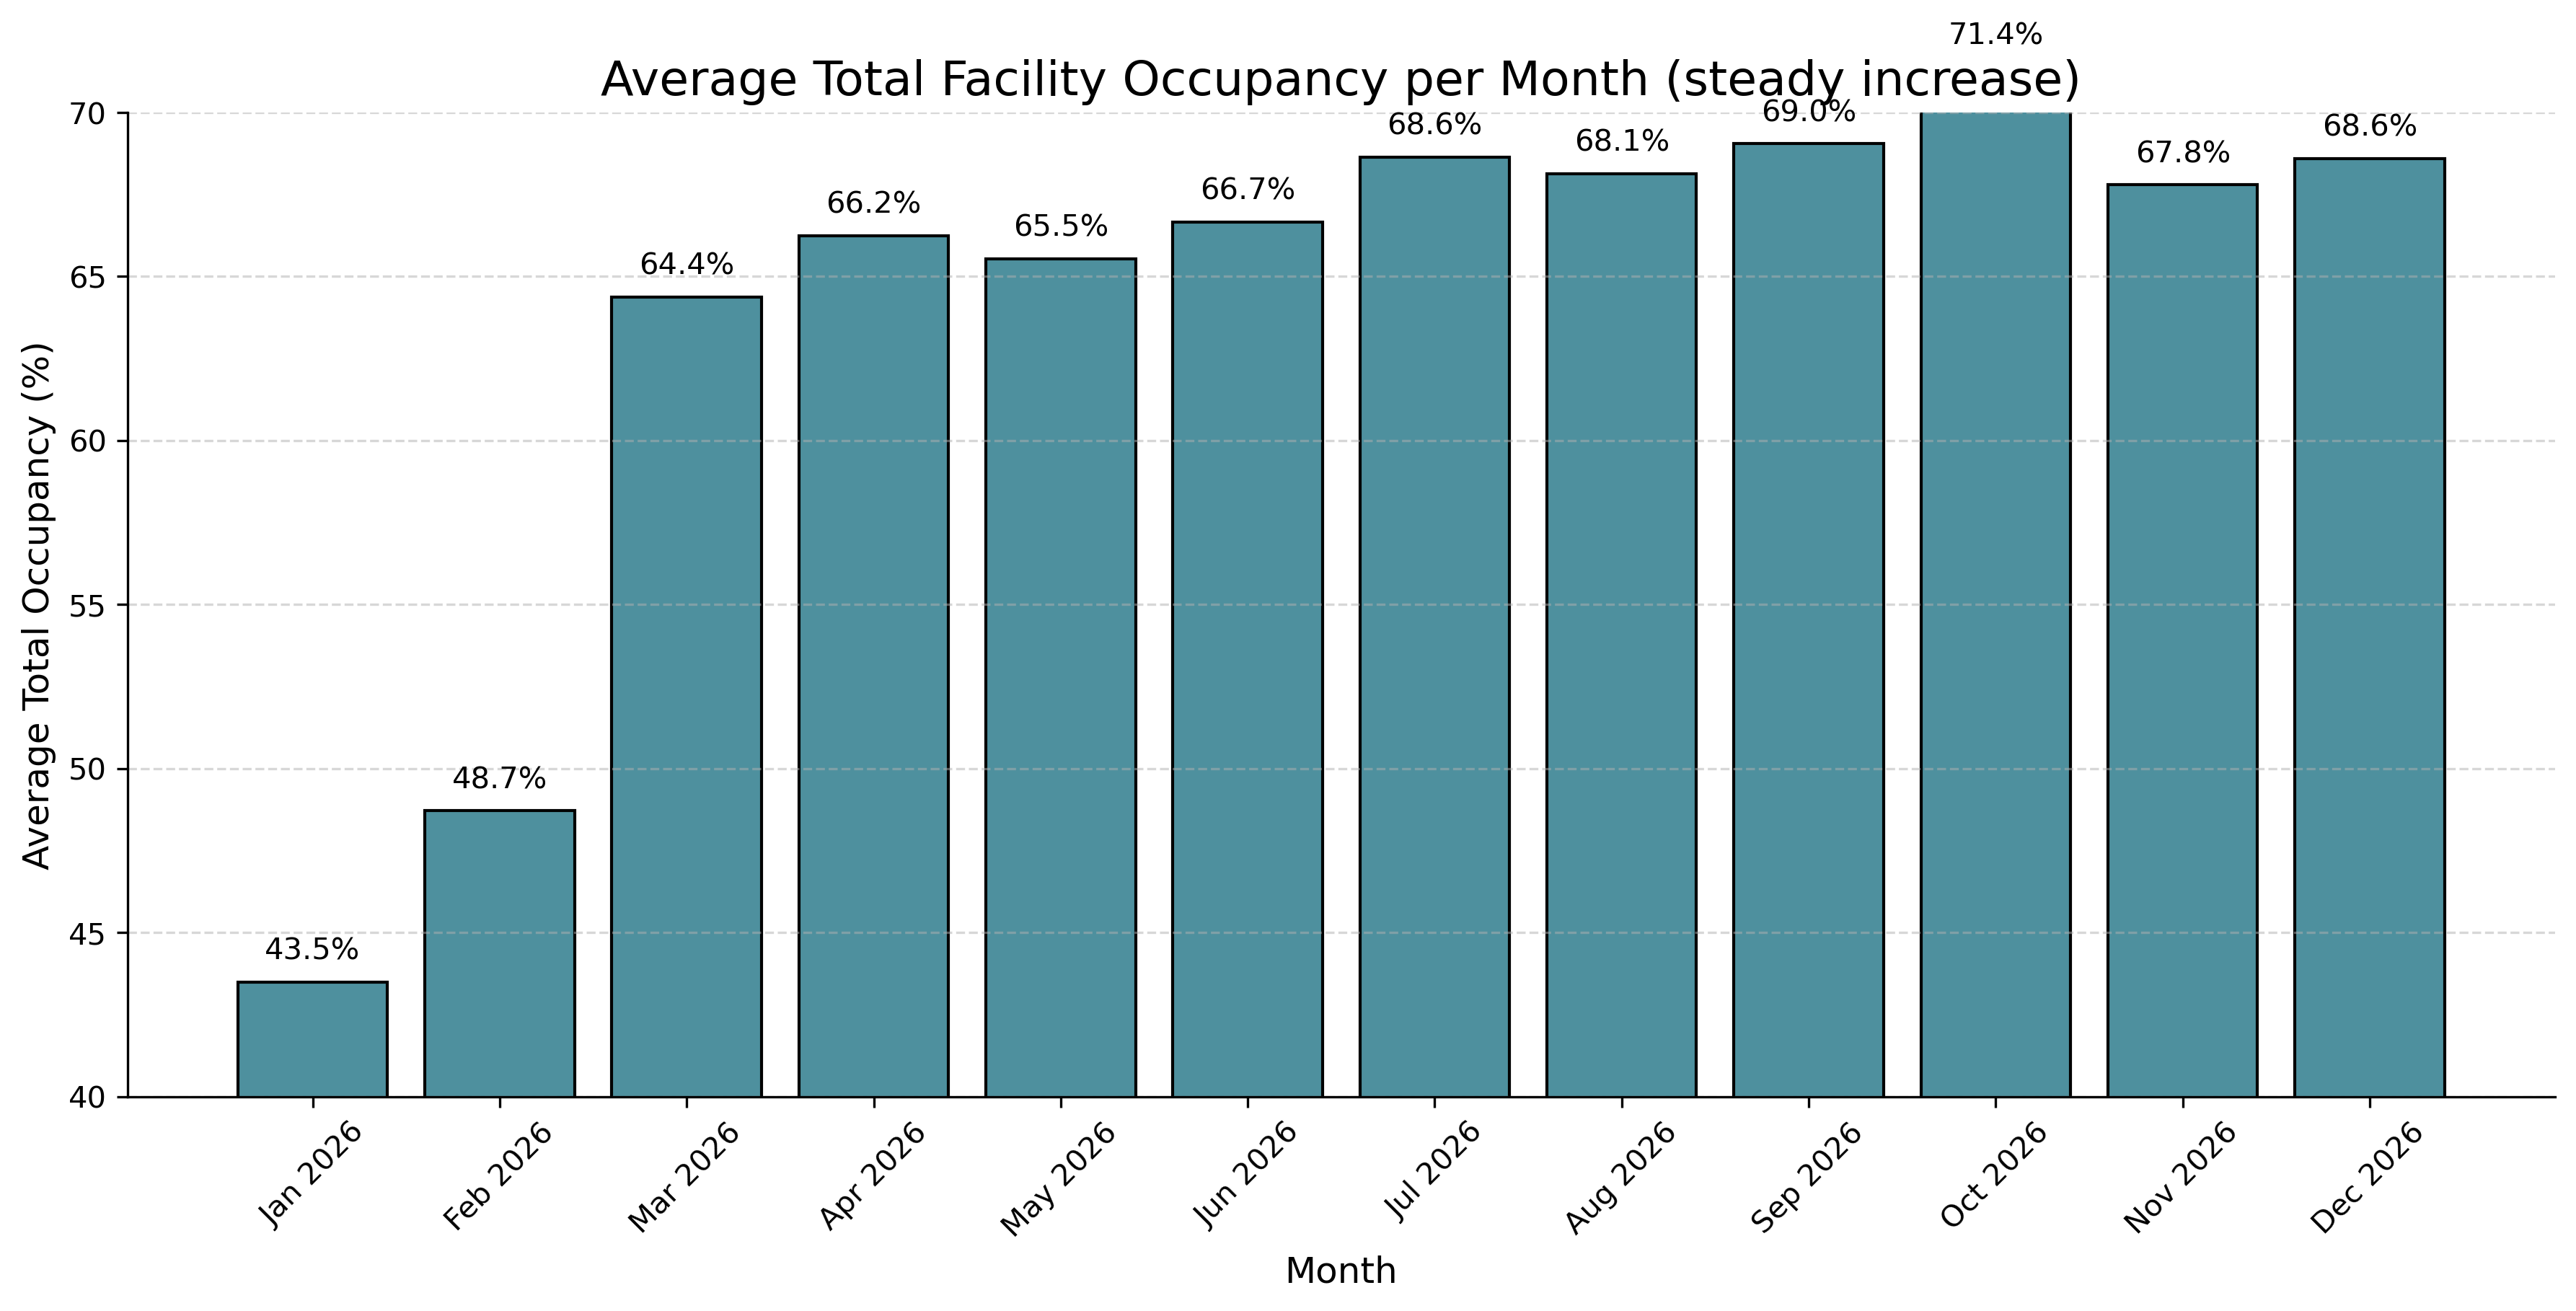 71.4%
Average Total Facility Occupancy per Month (steady increase)
70
69.0%
68.6%
68.6%
68.1%
67.8%
66.7%
66.2%
65.5%
65
64.4%
60
55
50
48.7%
45
43.5%
40
Average Total Occupancy (%)
Jan 2026
Feb 2026
Mar 2026
Apr 2026
May 2026
Jun 2026
Jul 2026
Aug 2026
Sep 2026
Oct 2026
Nov 2026
Dec 2026
Month